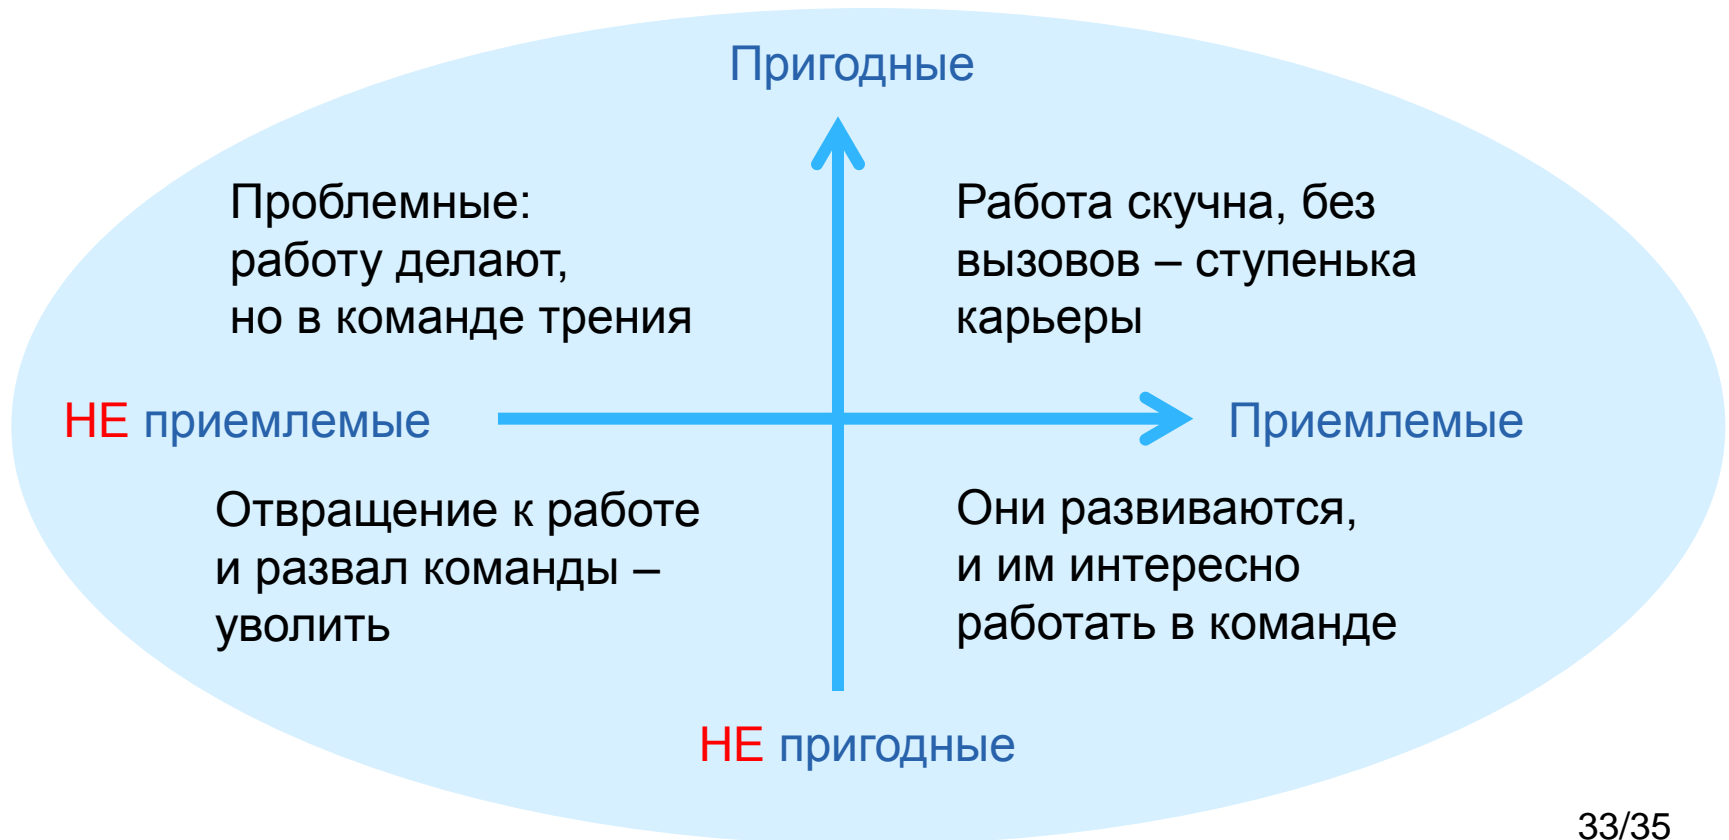 Пригодные
Проблемные:
работу делают,
но в команде трения
Работа скучна, без
вызовов – ступенька
карьеры
НЕ приемлемые
Приемлемые
Отвращение к работе
и развал команды –
уволить
Они развиваются,
и им интересно
работать в команде
НЕ пригодные
33/35